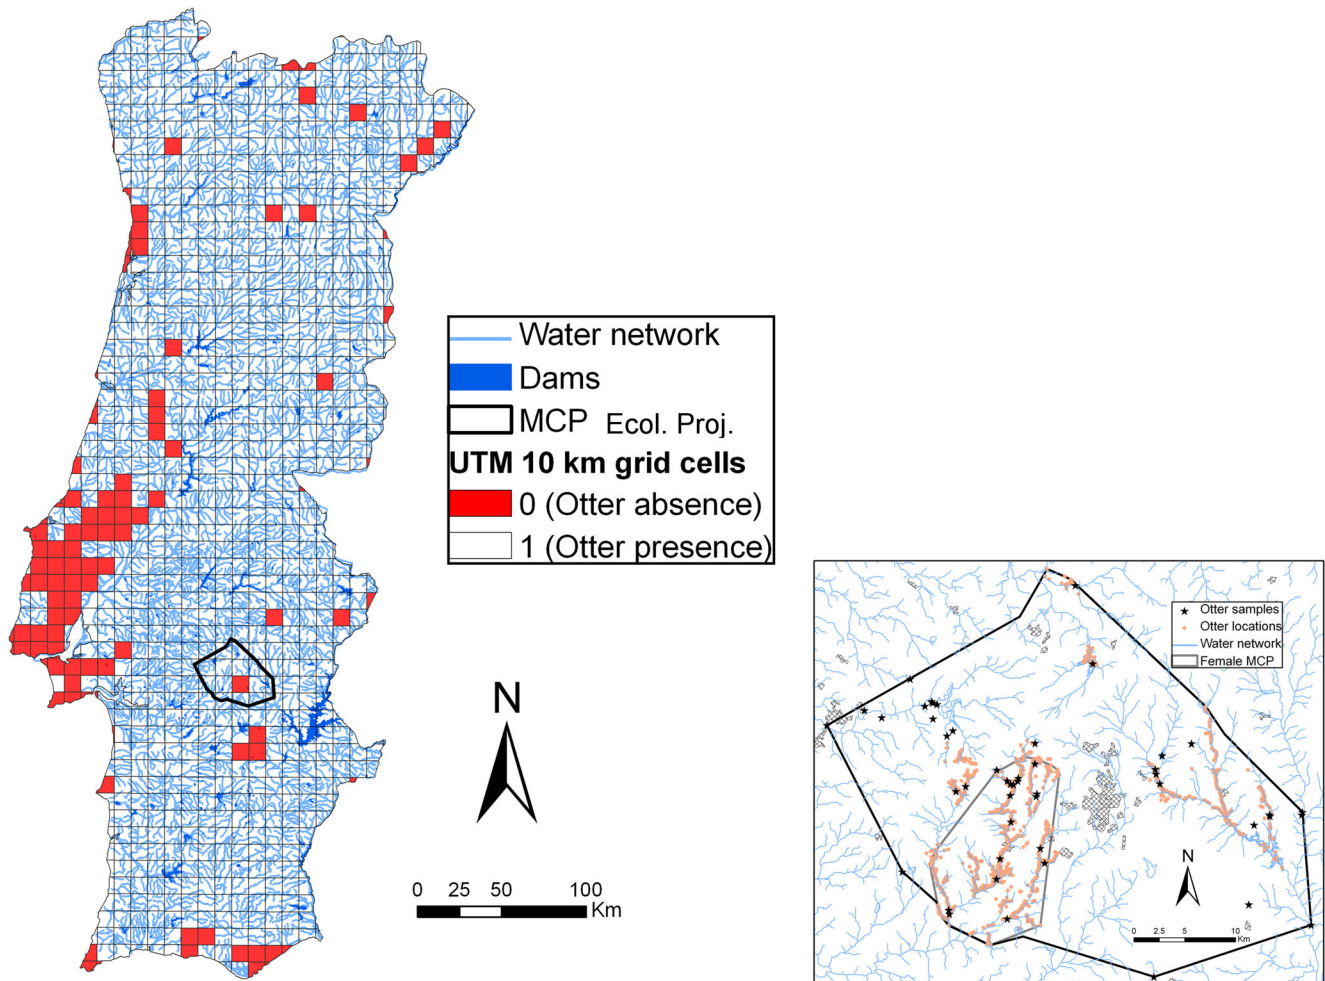 Water network
Dams
MCP Ecol. Proj.
UTM 10 km grid cells
0 (Otter absence)
1 (Otter presence)
N
0 25 50 100
Km
Otter samples
Otter locations
Water network
Female MCP
N
0 2.5 5 10
Km